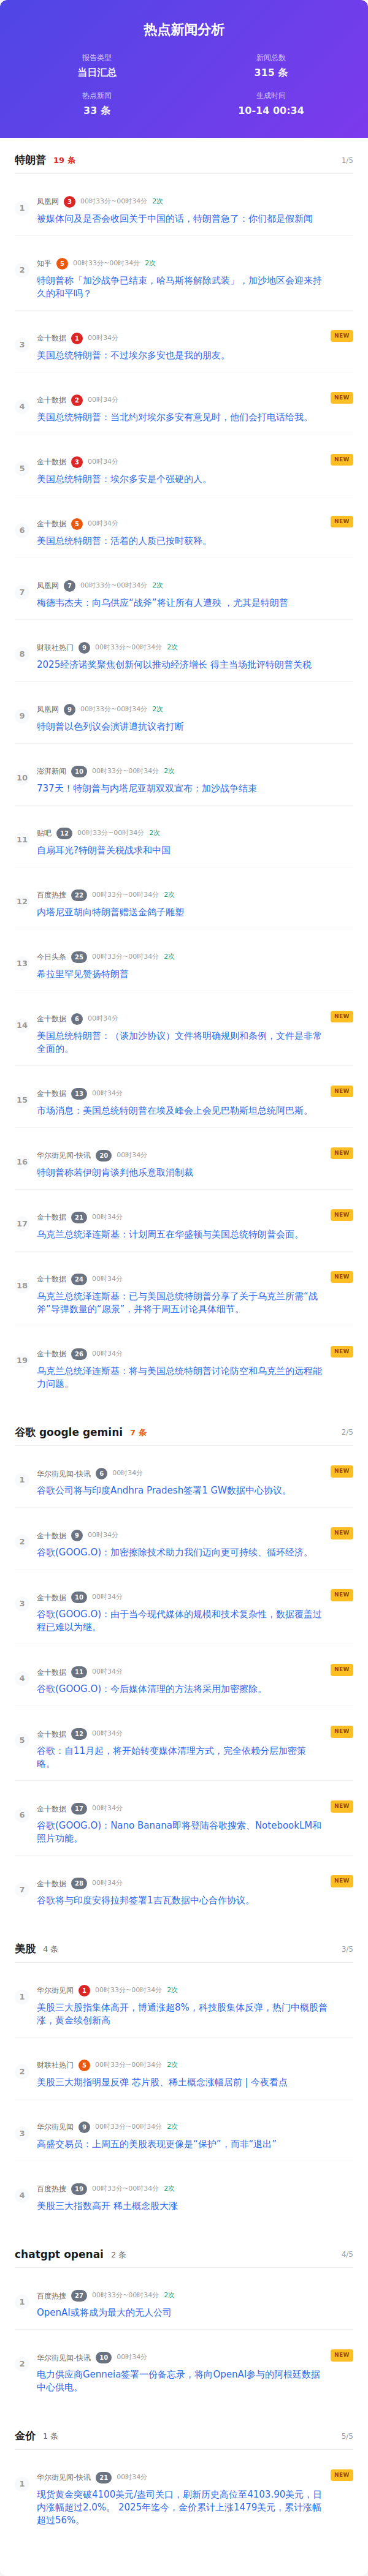 热点新闻分析
报告类型
当日汇总
新闻总数
315 条
热点新闻
33 条
生成时间
10-14 00:34
特朗普 19 条 1/5
1
凤凰网 3 00时33分~00时34分 2次
被媒体问及是否会收回关于中国的话，特朗普急了：你们都是假新闻
2
知乎 5 00时33分~00时34分 2次
特朗普称「加沙战争已结束，哈马斯将解除武装」，加沙地区会迎来持
久的和平吗？
3
金十数据 1 00时34分 NEW
美国总统特朗普：不过埃尔多安也是我的朋友。
4
金十数据 2 00时34分 NEW
美国总统特朗普：当北约对埃尔多安有意见时，他们会打电话给我。
5
金十数据 3 00时34分 NEW
美国总统特朗普：埃尔多安是个强硬的人。
6
金十数据 5 00时34分 NEW
美国总统特朗普：活着的人质已按时获释。
7
凤凰网 7 00时33分~00时34分 2次
梅德韦杰夫：向乌供应“战斧”将让所有人遭殃 ，尤其是特朗普
8
财联社热门 9 00时33分~00时34分 2次
2025经济诺奖聚焦创新何以推动经济增长 得主当场批评特朗普关税
9
凤凰网 9 00时33分~00时34分 2次
特朗普以色列议会演讲遭抗议者打断
10
澎湃新闻 10 00时33分~00时34分 2次
737天！特朗普与内塔尼亚胡双双宣布：加沙战争结束
11
贴吧 12 00时33分~00时34分 2次
自扇耳光?特朗普关税战求和中国
12
百度热搜 22 00时33分~00时34分 2次
内塔尼亚胡向特朗普赠送金鸽子雕塑
13
今日头条 25 00时33分~00时34分 2次
希拉里罕见赞扬特朗普
14
金十数据 6 00时34分 NEW
美国总统特朗普：（谈加沙协议）文件将明确规则和条例，文件是非常
全面的。
15
金十数据 13 00时34分 NEW
市场消息：美国总统特朗普在埃及峰会上会见巴勒斯坦总统阿巴斯。
16
华尔街见闻-快讯 20 00时34分 NEW
特朗普称若伊朗肯谈判他乐意取消制裁
17
金十数据 21 00时34分 NEW
乌克兰总统泽连斯基：计划周五在华盛顿与美国总统特朗普会面。
18
金十数据 24 00时34分 NEW
乌克兰总统泽连斯基：已与美国总统特朗普分享了关于乌克兰所需“战
斧”导弹数量的“愿景”，并将于周五讨论具体细节。
19
金十数据 26 00时34分 NEW
乌克兰总统泽连斯基：将与美国总统特朗普讨论防空和乌克兰的远程能
力问题。
谷歌 google gemini 7 条 2/5
1
华尔街见闻-快讯 6 00时34分 NEW
谷歌公司将与印度Andhra Pradesh签署1 GW数据中心协议。
2
金十数据 9 00时34分 NEW
谷歌(GOOG.O)：加密擦除技术助力我们迈向更可持续、循环经济。
3
金十数据 10 00时34分 NEW
谷歌(GOOG.O)：由于当今现代媒体的规模和技术复杂性，数据覆盖过
程已难以为继。
4
金十数据 11 00时34分 NEW
谷歌(GOOG.O)：今后媒体清理的方法将采用加密擦除。
5
金十数据 12 00时34分 NEW
谷歌：自11月起，将开始转变媒体清理方式，完全依赖分层加密策
略。
6
金十数据 17 00时34分 NEW
谷歌(GOOG.O)：Nano Banana即将登陆谷歌搜索、NotebookLM和
照片功能。
7
金十数据 28 00时34分 NEW
谷歌将与印度安得拉邦签署1吉瓦数据中心合作协议。
美股 4 条 3/5
1
华尔街见闻 1 00时33分~00时34分 2次
美股三大股指集体高开，博通涨超8%，科技股集体反弹，热门中概股普
涨，黄金续创新高
2
财联社热门 5 00时33分~00时34分 2次
美股三大期指明显反弹 芯片股、稀土概念涨幅居前 | 今夜看点
3
华尔街见闻 9 00时33分~00时34分 2次
高盛交易员：上周五的美股表现更像是“保护”，而非“退出”
4
百度热搜 19 00时33分~00时34分 2次
美股三大指数高开 稀土概念股大涨
chatgpt openai 2 条 4/5
1
百度热搜 27 00时33分~00时34分 2次
OpenAI或将成为最大的无人公司
2
华尔街见闻-快讯 10 00时34分 NEW
电力供应商Genneia签署一份备忘录，将向OpenAI参与的阿根廷数据
中心供电。
金价 1 条 5/5
1
华尔街见闻-快讯 21 00时34分 NEW
现货黄金突破4100美元/盎司关口，刷新历史高位至4103.90美元，日
内涨幅超过2.0%。 2025年迄今，金价累计上涨1479美元，累计涨幅
超过56%。